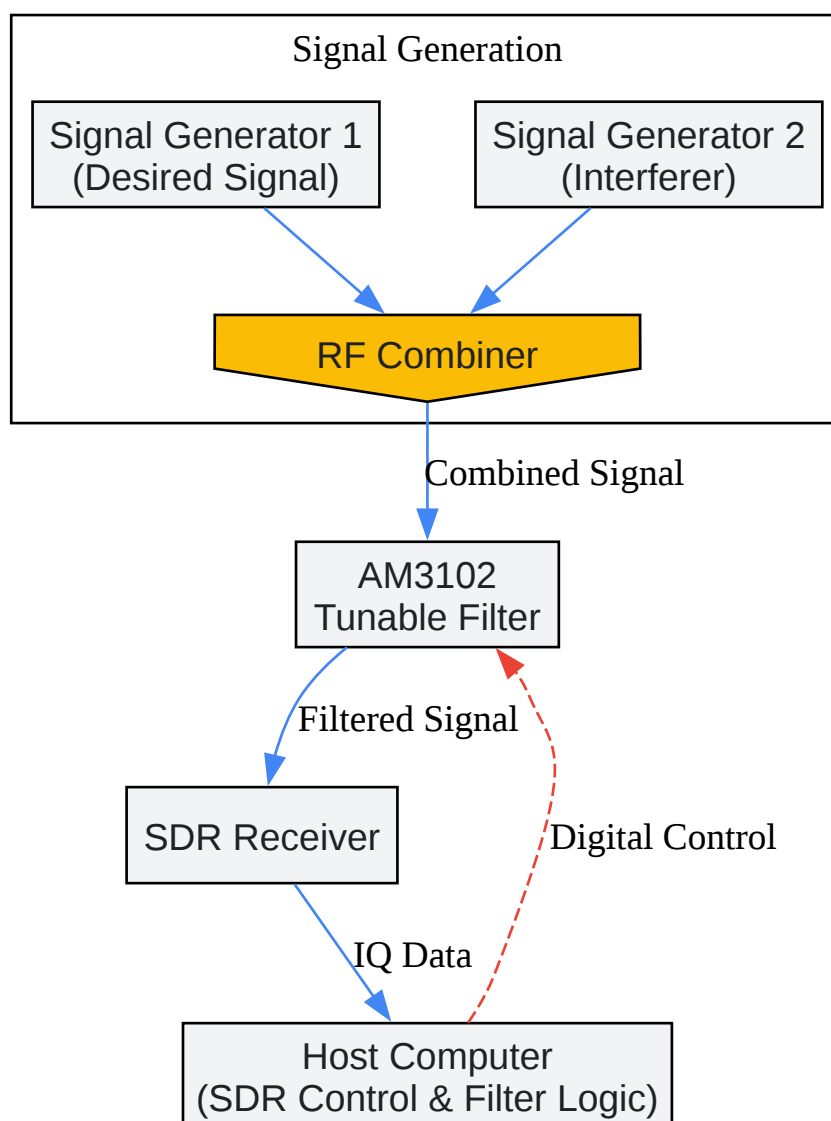 Signal Generation
Signal Generator 1
(Desired Signal)
Signal Generator 2
(Interferer)
RF Combiner
Combined Signal
AM3102
Tunable Filter
Filtered Signal
SDR Receiver
Digital Control
IQ Data
Host Computer
(SDR Control & Filter Logic)